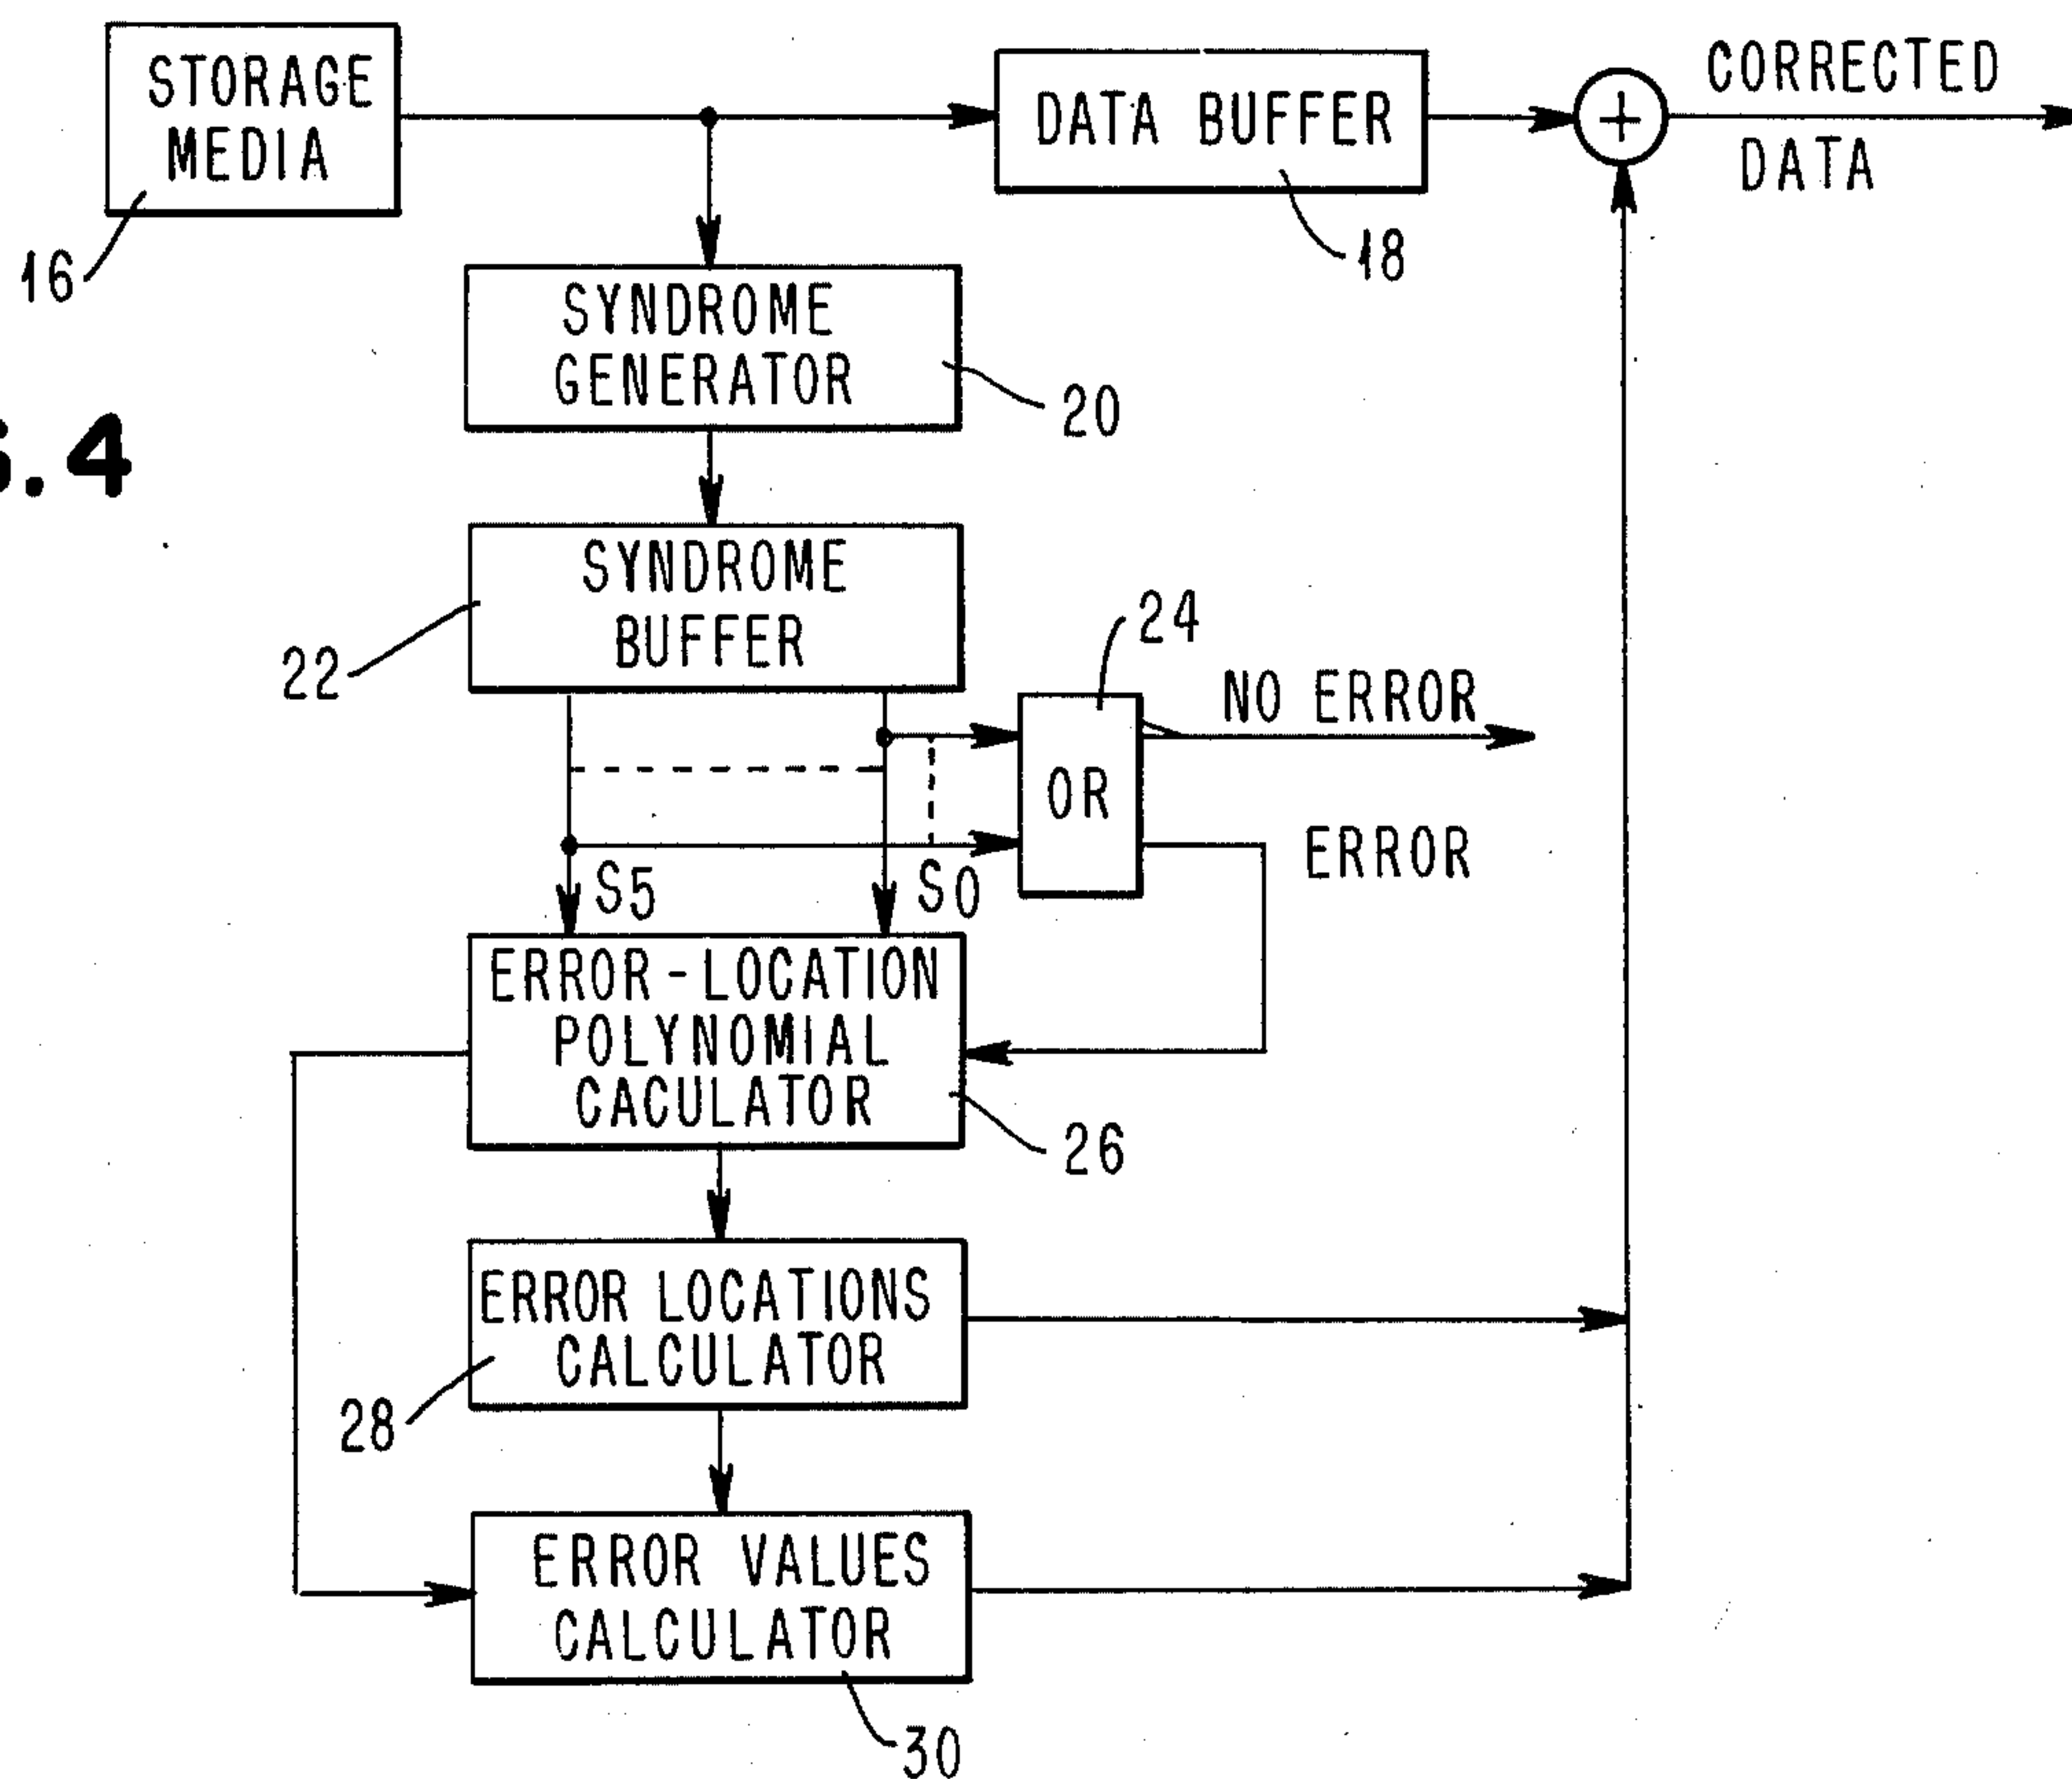 STORAGE
MEDIA
16
DATA BUFFER
18
+
CORRECTED
DATA
SYNDROME
GENERATOR
20
.4
SYNDROME
BUFFER
22
24
NO ERROR
OR
ERROR
S5
S0
ERROR-LOCATION
POLYNOMIAL
CACULATOR
26
ERROR LOCATIONS
CALCULATOR
28
ERROR VALUES
CALCULATOR
30